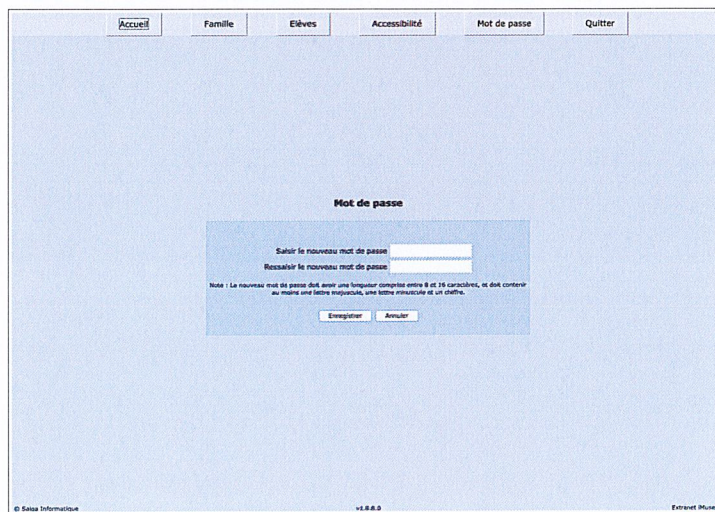 Accueil Famille Elèves Accessibilité Mot de passe Quitter
Mot de passe
Saisir le nouveau mot de passe
Ressaisir le nouveau mot de passe
Note : Le nouveau mot de passe doit avoir une longueur comprise entre 8 et 16 caractères, et doit contenir
au moins une lettre majuscule, une lettre minuscule et un chiffre.
Enregistrer Annuler
© Saiga Informatique v1.8.8.0 Extranet iMuse